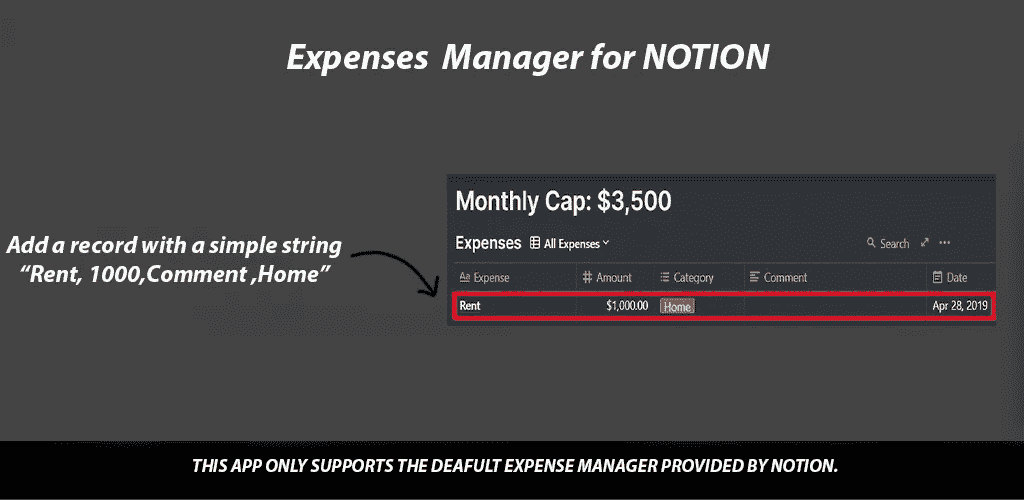 Expenses Manager for NOTION
Monthly Cap: $3,500
Add a record with a simple string
“Rent, 1000,Comment ,Home”
Expenses All Expenses Search •••
Aa Expense # Amount Category Comment Date
Rent $1,000.00 Home Apr 28, 2019
THIS APP ONLY SUPPORTS THE DEAFULT EXPENSE MANAGER PROVIDED BY NOTION.